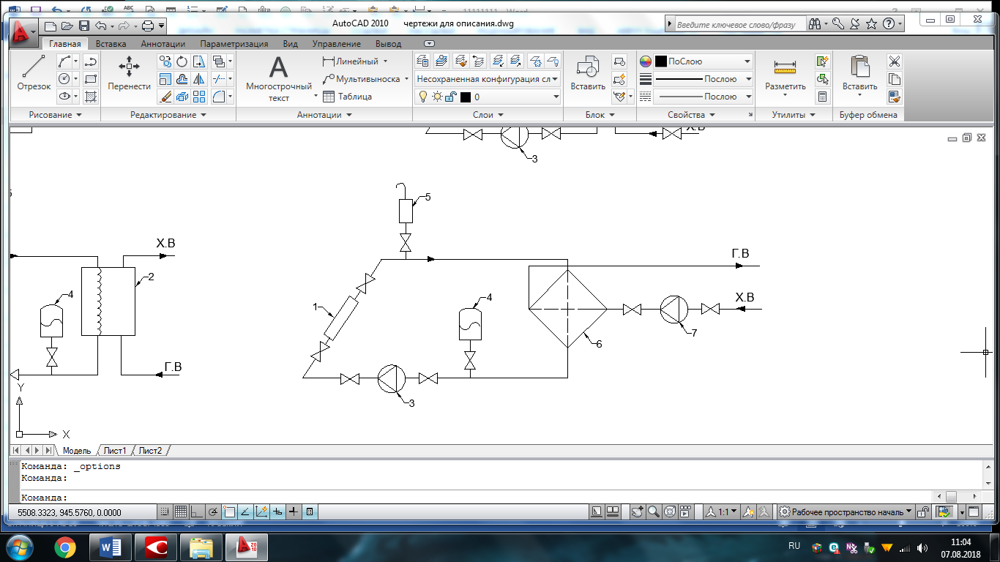 AutoCAD 2010 чертежи для описания.dwg
Введите ключевое слово/фразу
Главная Вставка Аннотации Параметризация Вид Управление Вывод
Отрезок
Перенести
A
Многострочный текст
Линейный
Мультивыноска
Таблица
Несохраненная конфигурация сл
0
Вставить
ПоСлою
Послою
Послою
Разметить
Вставить
Рисование Редактирование Аннотации Слои Блок Свойства Утилиты Буфер обмена
Х.В
3
5
Х.В
Г.В
2
4
1
4
Х.В
6
7
Г.В
3
Y
X
Модель Лист1 Лист2
Команда: _options
Команда:
Команда:
5508.3323, 945.5760, 0.0000
1:1
Рабочее пространство началь
RU
11:04
07.08.2018